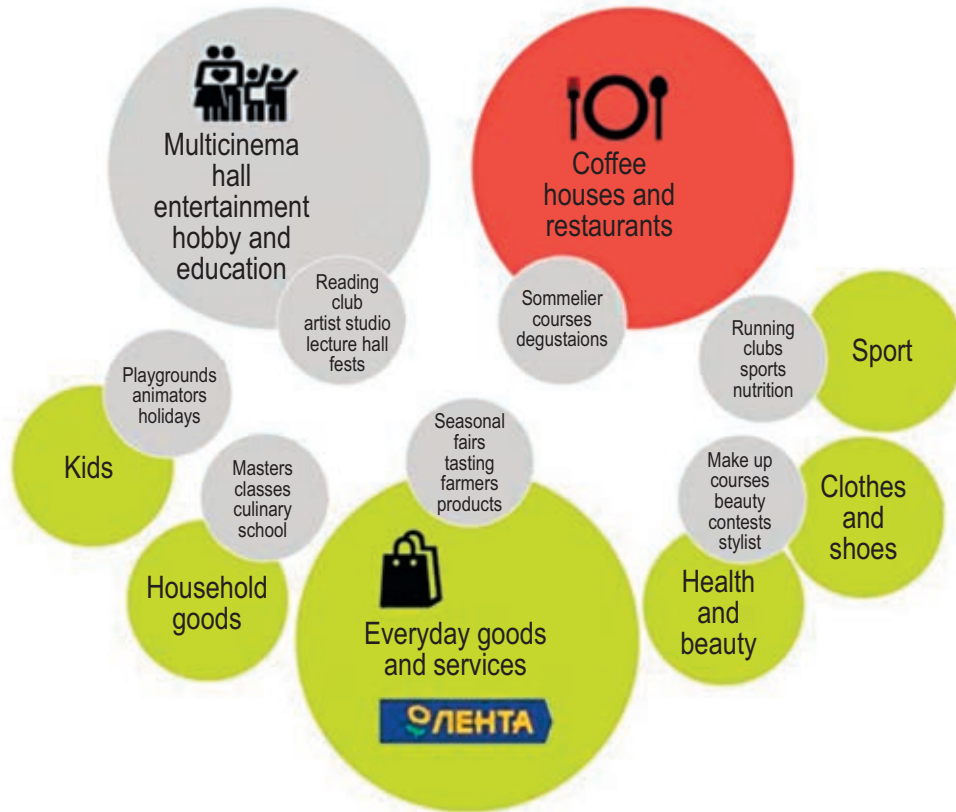 Multicinema
hall
entertainment
hobby and
education
Coffee
houses and
restaurants
Reading
club
artist studio
lecture hall
fests
Sommelier
courses
degustaions
Running
clubs
sports
nutrition
Sport
Playgrounds
animators
holidays
Kids
Masters
classes
culinary
school
Household
goods
Seasonal
fairs
tasting
farmers
products
Everyday goods
and services
ЛЕНТА
Make up
courses
beauty
contests
stylist
Clothes
and
shoes
Health
and
beauty